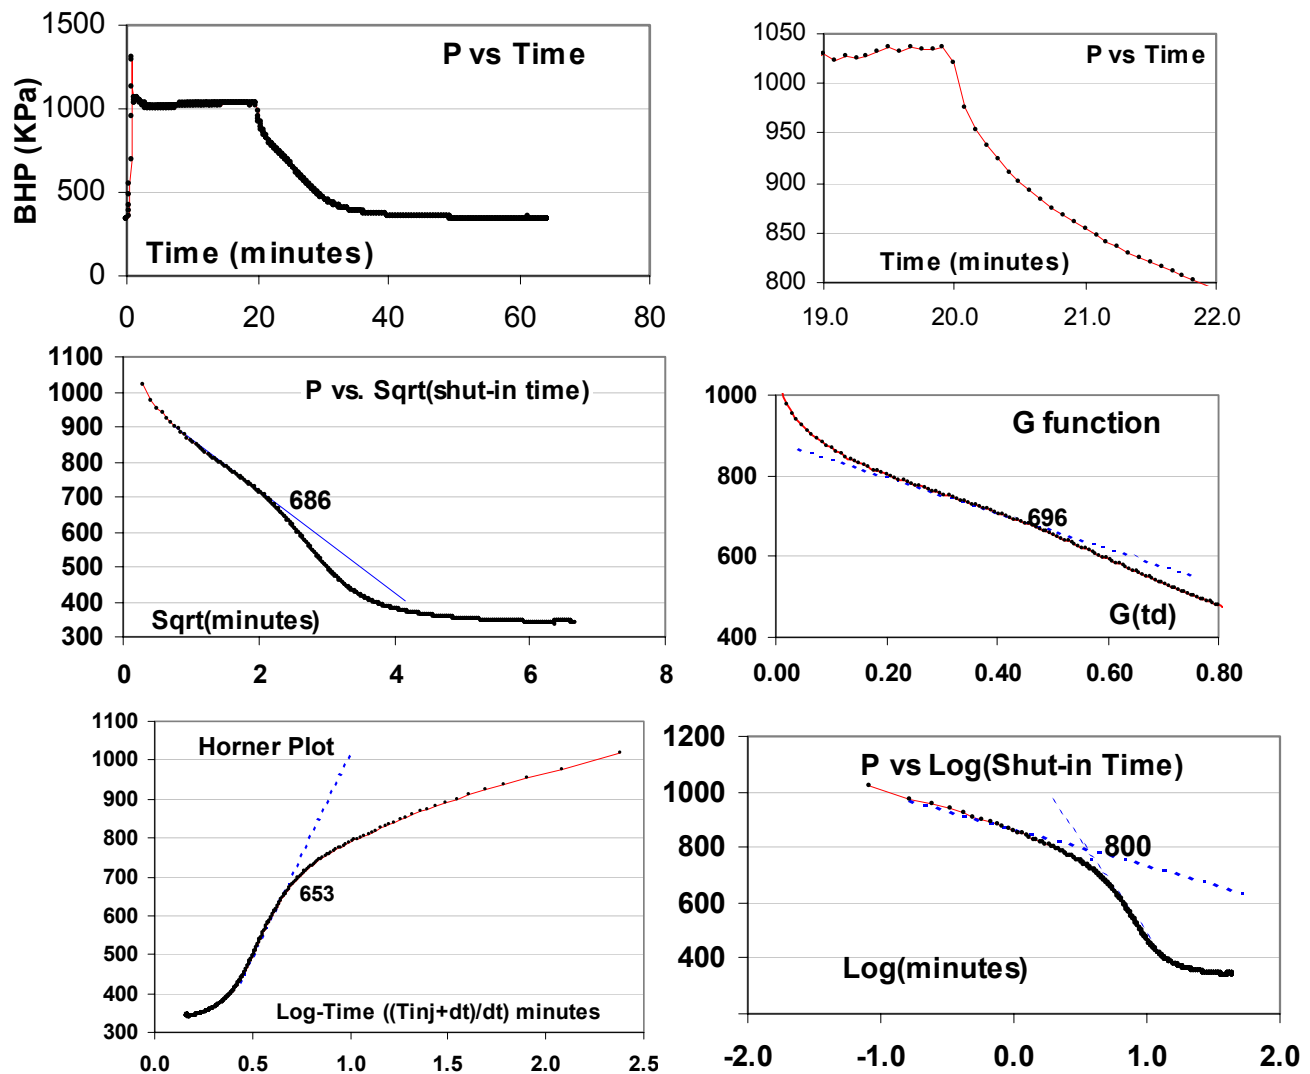 1500
P vs Time
1000
500
0
BHP (KPa)
Time (minutes)
0 20 40 60 80
1050
P vs Time
1000
950
900
850
800
Time (minutes)
19.0 20.0 21.0 22.0
1100
1000
900
800
700
600
500
400
300
P vs. Sqrt(shut-in time)
686
Sqrt(minutes)
0 2 4 6 8
1000
800
600
400
G function
696
G(td)
0.00 0.20 0.40 0.60 0.80
1100
1000
900
800
700
600
500
400
300
Horner Plot
653
Log-Time ((Tinj+dt)/dt) minutes
0.0 0.5 1.0 1.5 2.0 2.5
1200
1000
800
600
400
P vs Log(Shut-in Time)
800
Log(minutes)
-2.0 -1.0 0.0 1.0 2.0